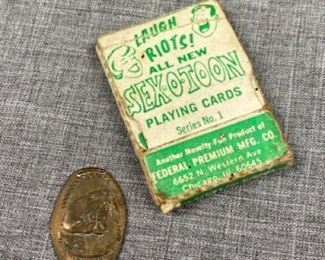 LAUGH
RIOTS!
ALL NEW
SEX-O-TOON
PLAYING CARDS
Series No. 1
Another Novelty Fun Product of
FEDERAL-PREMIUM MFG. CO.
6652 N. Western Ave
Chicago, Ill 60645